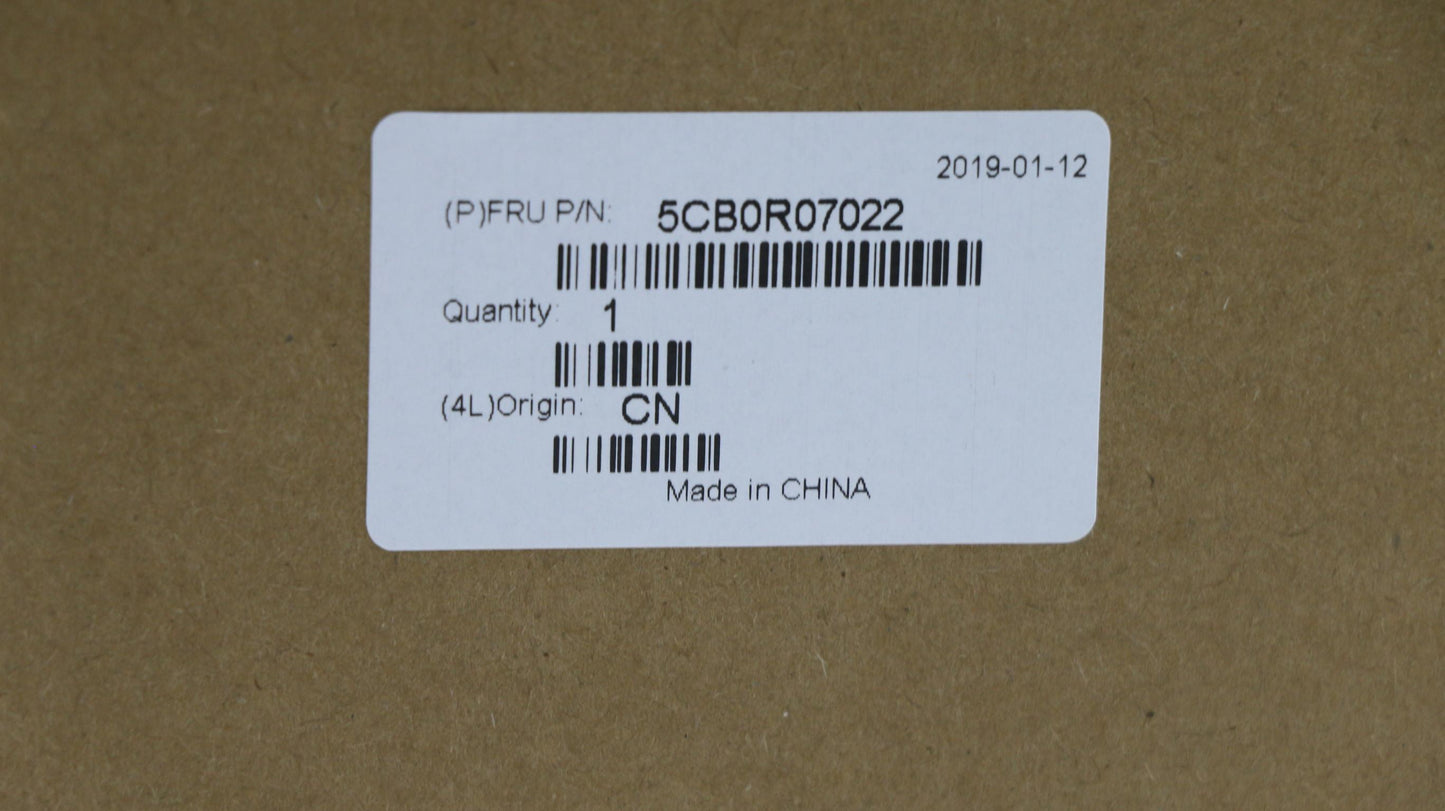 2019-01-12
(P)FRU P/N: 5CB0R07022
Quantity: 1
(4L)Origin: CN
Made in CHINA